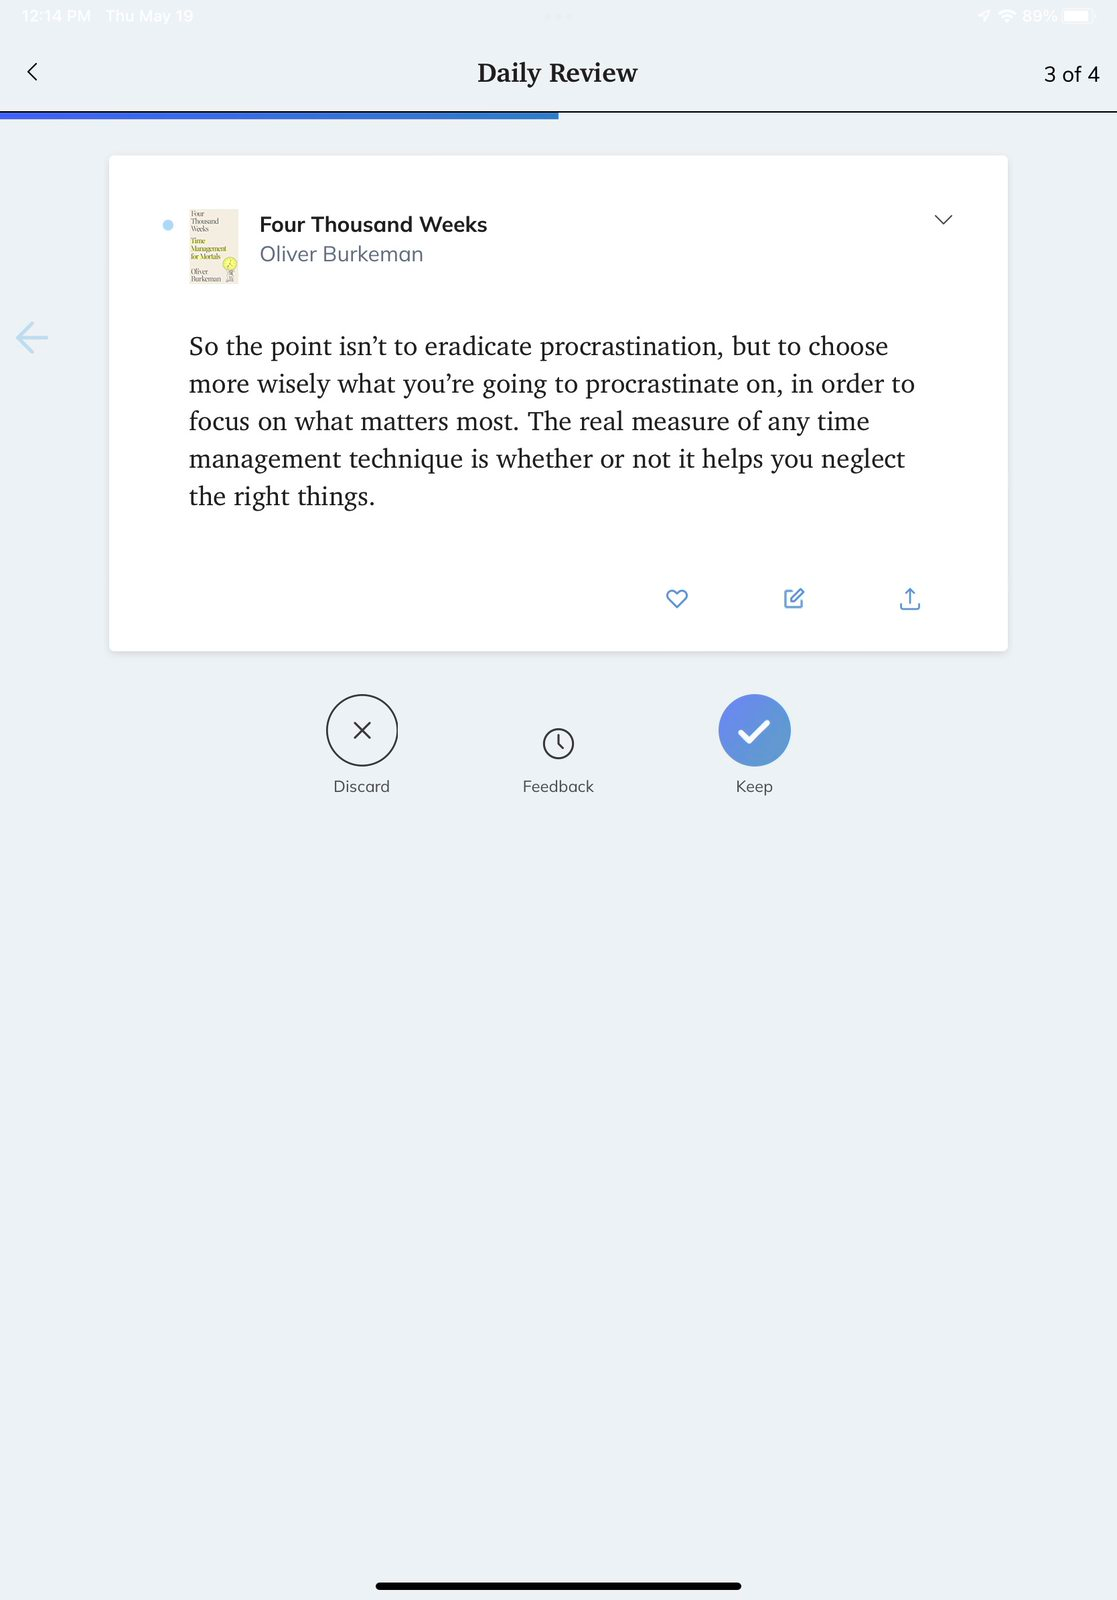 12:14 PM Thu May 19
89%
Daily Review
3 of 4
Four
Thousand
Weeks
Time
Management
for Mortals
Oliver
Burkeman
Four Thousand Weeks
Oliver Burkeman
So the point isn’t to eradicate procrastination, but to choose
more wisely what you’re going to procrastinate on, in order to
focus on what matters most. The real measure of any time
management technique is whether or not it helps you neglect
the right things.
Discard
Feedback
Keep